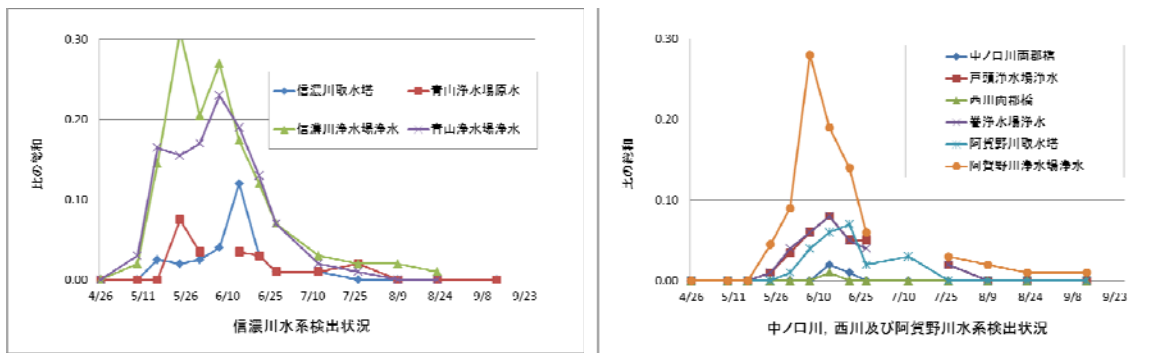 0.30
0.20
0.10
0.00
比の総和
信濃川取水塔
青山浄水場原水
信濃川浄水場浄水
青山浄水場浄水
4/26 5/11 5/26 6/10 6/25 7/10 7/25 8/9 8/24 9/8 9/23
信濃川水系検出状況
0.30
0.20
0.10
0.00
比の総和
中ノ口川両郡橋
戸頭浄水場浄水
西川両郡橋
巻浄水場浄水
阿賀野川取水塔
阿賀野川浄水場浄水
4/26 5/11 5/26 6/10 6/25 7/10 7/25 8/9 8/24 9/8 9/23
中ノ口川，西川及び阿賀野川水系検出状況